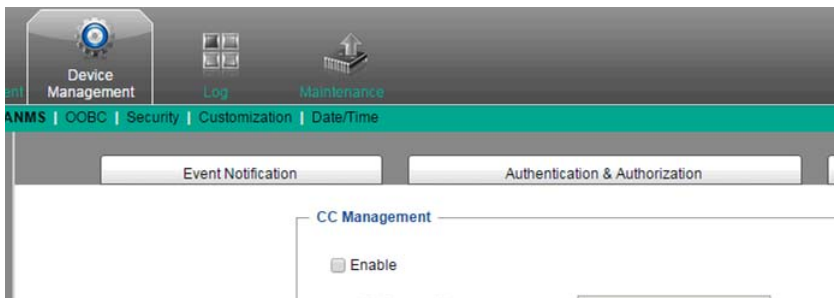 Device
Management
Log
Maintenance
ANMS | OOBC | Security | Customization | Date/Time
Event Notification
Authentication & Authorization
CC Management
Enable